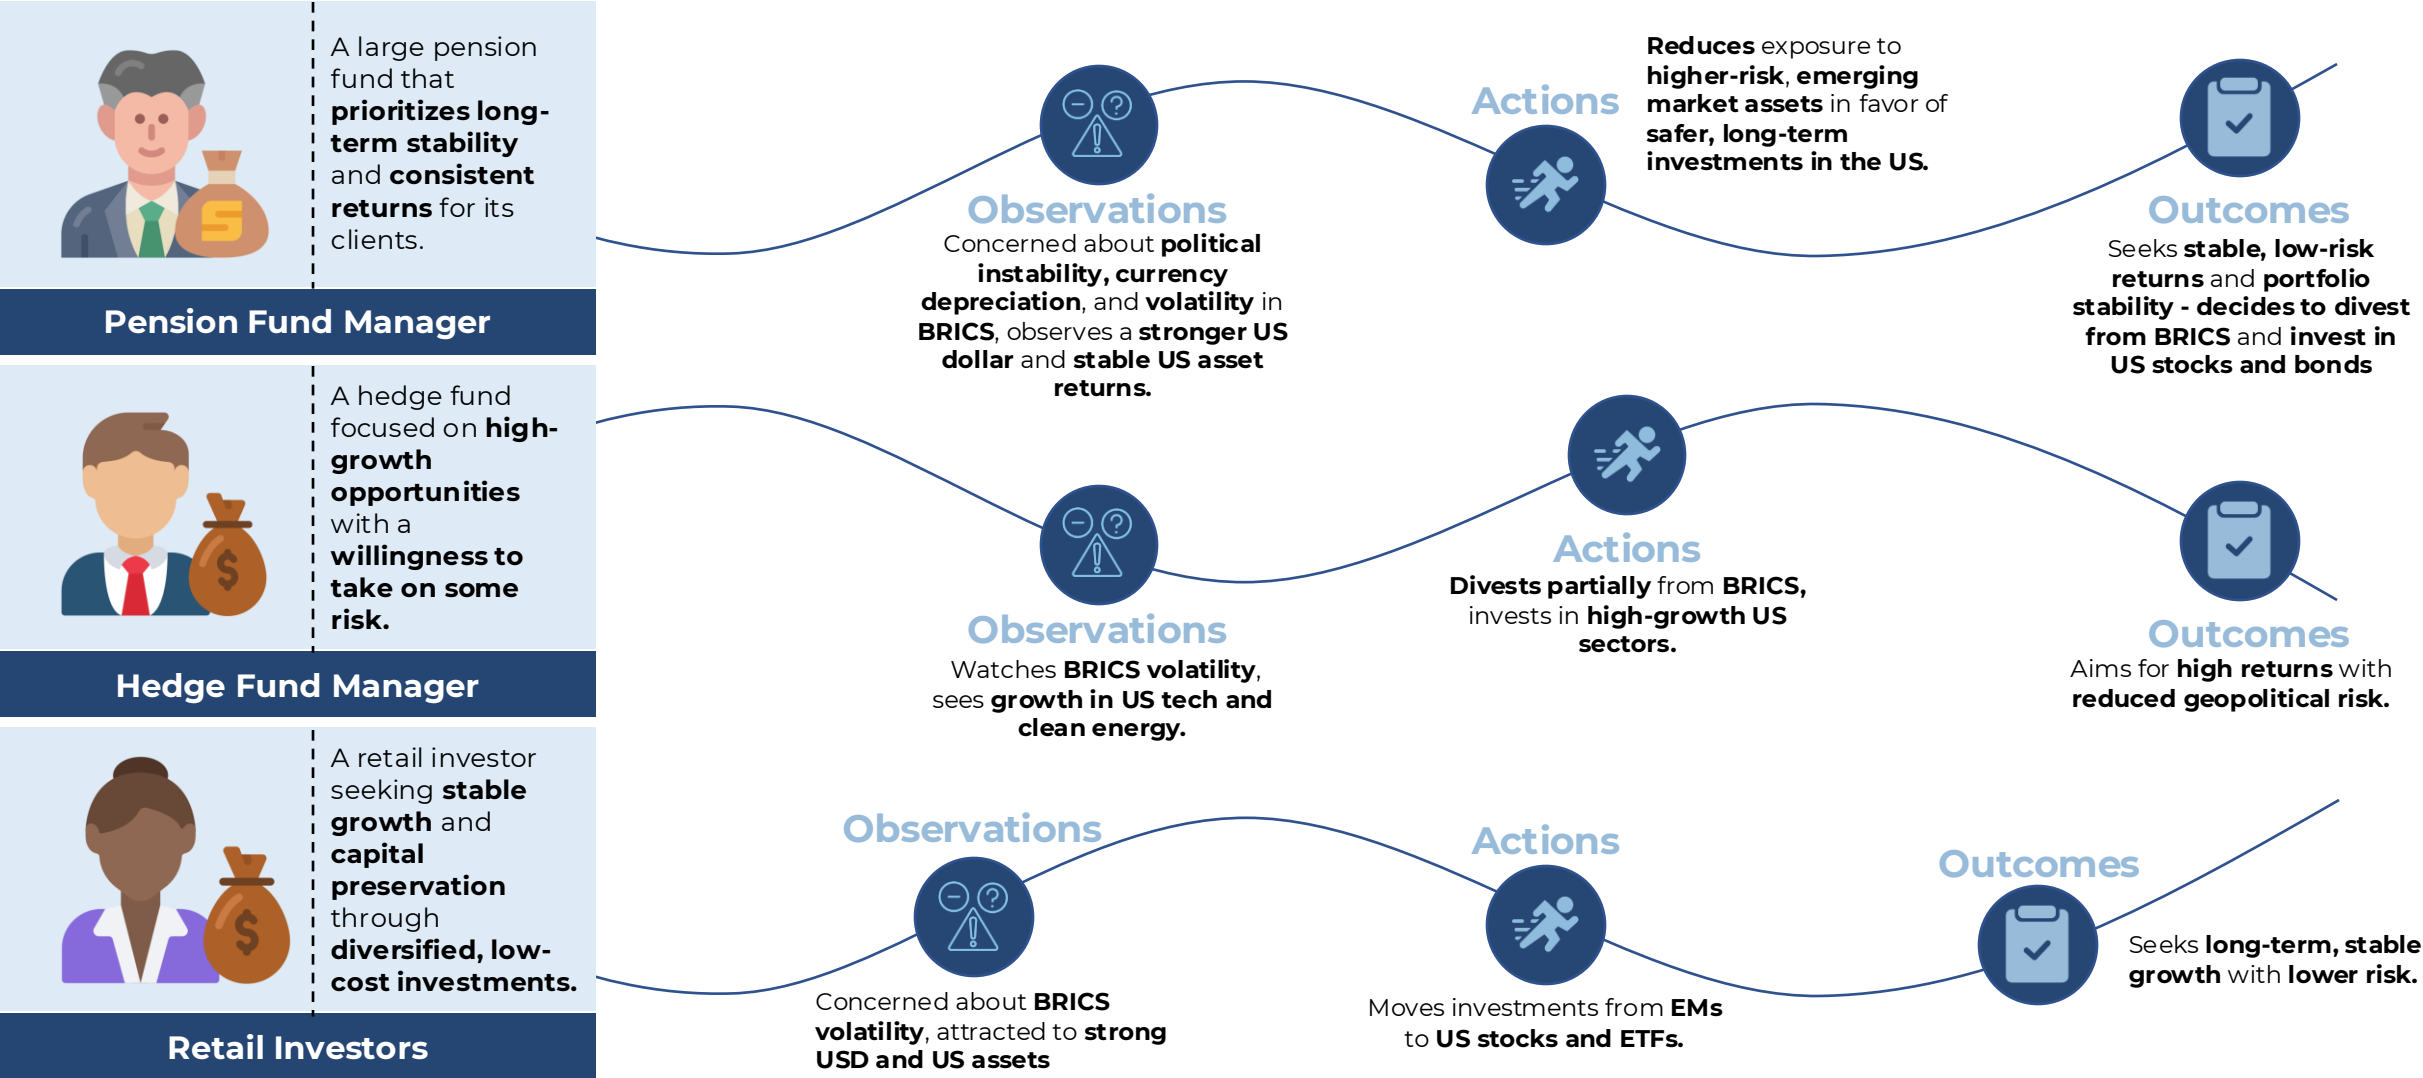 A large pension
fund that
prioritizes long-
term stability
and consistent
returns for its
clients.
Pension Fund Manager
Observations
Concerned about political
instability, currency
depreciation, and volatility in
BRICS, observes a stronger US
dollar and stable US asset
returns.
Actions
Reduces exposure to
higher-risk, emerging
market assets in favor of
safer, long-term
investments in the US.
Outcomes
Seeks stable, low-risk
returns and portfolio
stability - decides to divest
from BRICS and invest in
US stocks and bonds
A hedge fund
focused on high-
growth
opportunities
with a
willingness to
take on some
risk.
Hedge Fund Manager
Observations
Watches BRICS volatility,
sees growth in US tech and
clean energy.
Actions
Divests partially from BRICS,
invests in high-growth US
sectors.
Outcomes
Aims for high returns with
reduced geopolitical risk.
A retail investor
seeking stable
growth and
capital
preservation
through
diversified, low-
cost investments.
Retail Investors
Observations
Concerned about BRICS
volatility, attracted to strong
USD and US assets
Actions
Moves investments from EMs
to US stocks and ETFs.
Outcomes
Seeks long-term, stable
growth with lower risk.